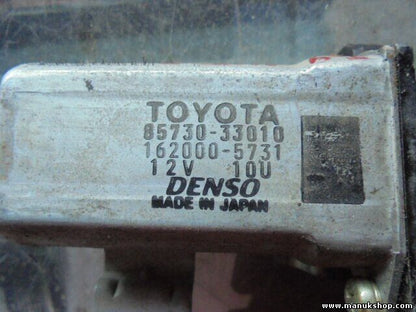 TOYOTA
85730-33010
162000-5731
12V 10U
DENSO
MADE IN JAPAN
www.manukshop.com